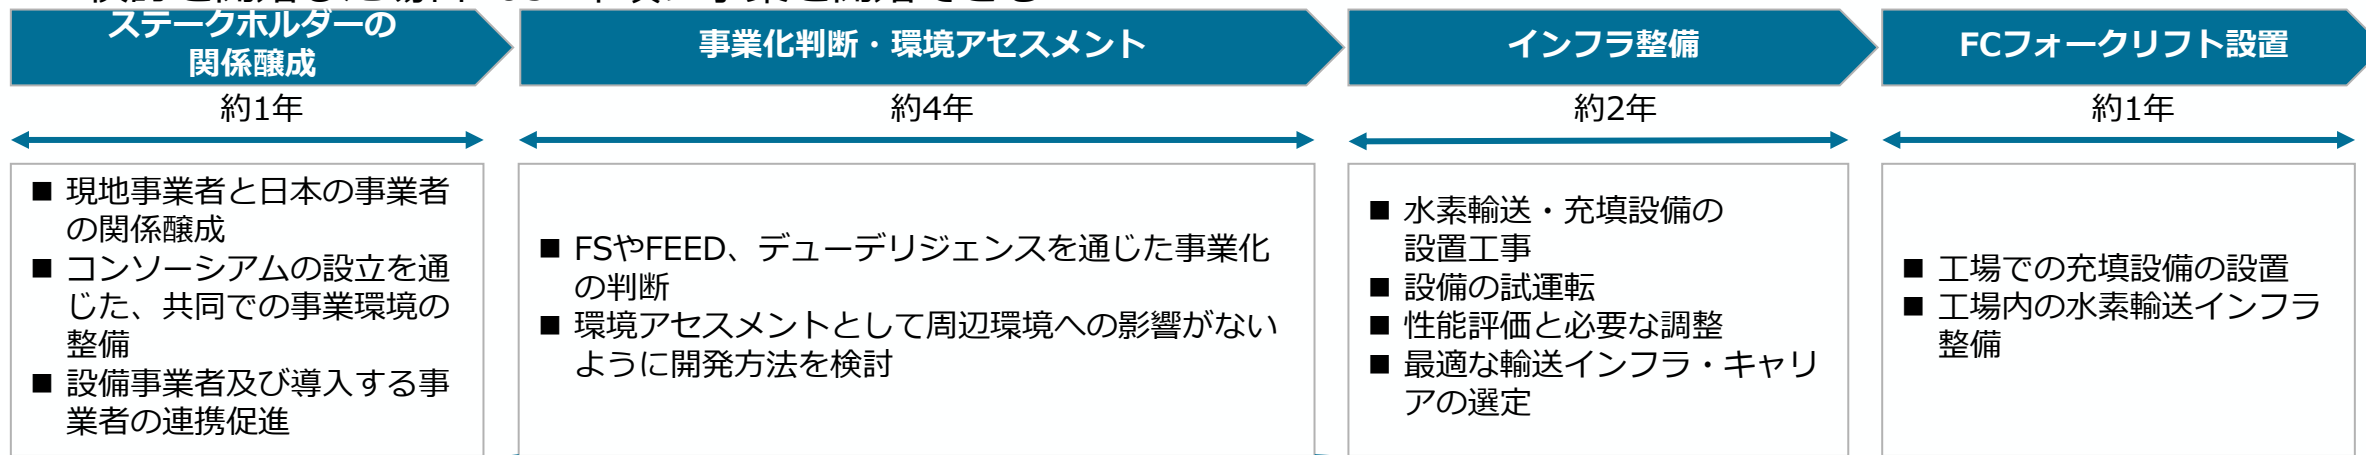 ステークホルダーの
関係醸成
事業化判断・環境アセスメント
インフラ整備
FCフォークリフト設置
約1年
約4年
約2年
約1年
■ 現地事業者と日本の事業者
の関係醸成
■ コンソーシアムの設立を通
じた、共同での事業環境の
整備
■ 設備事業者及び導入する事
業者の連携促進
■ FSやFEED、デューデリジェンスを通じた事業化
の判断
■ 環境アセスメントとして周辺環境への影響がない
ように開発方法を検討
■ 水素輸送・充填設備の
設置工事
■ 設備の試運転
■ 性能評価と必要な調整
■ 最適な輸送インフラ・キャリ
アの選定
■ 工場での充填設備の設置
■ 工場内の水素輸送インフラ
整備